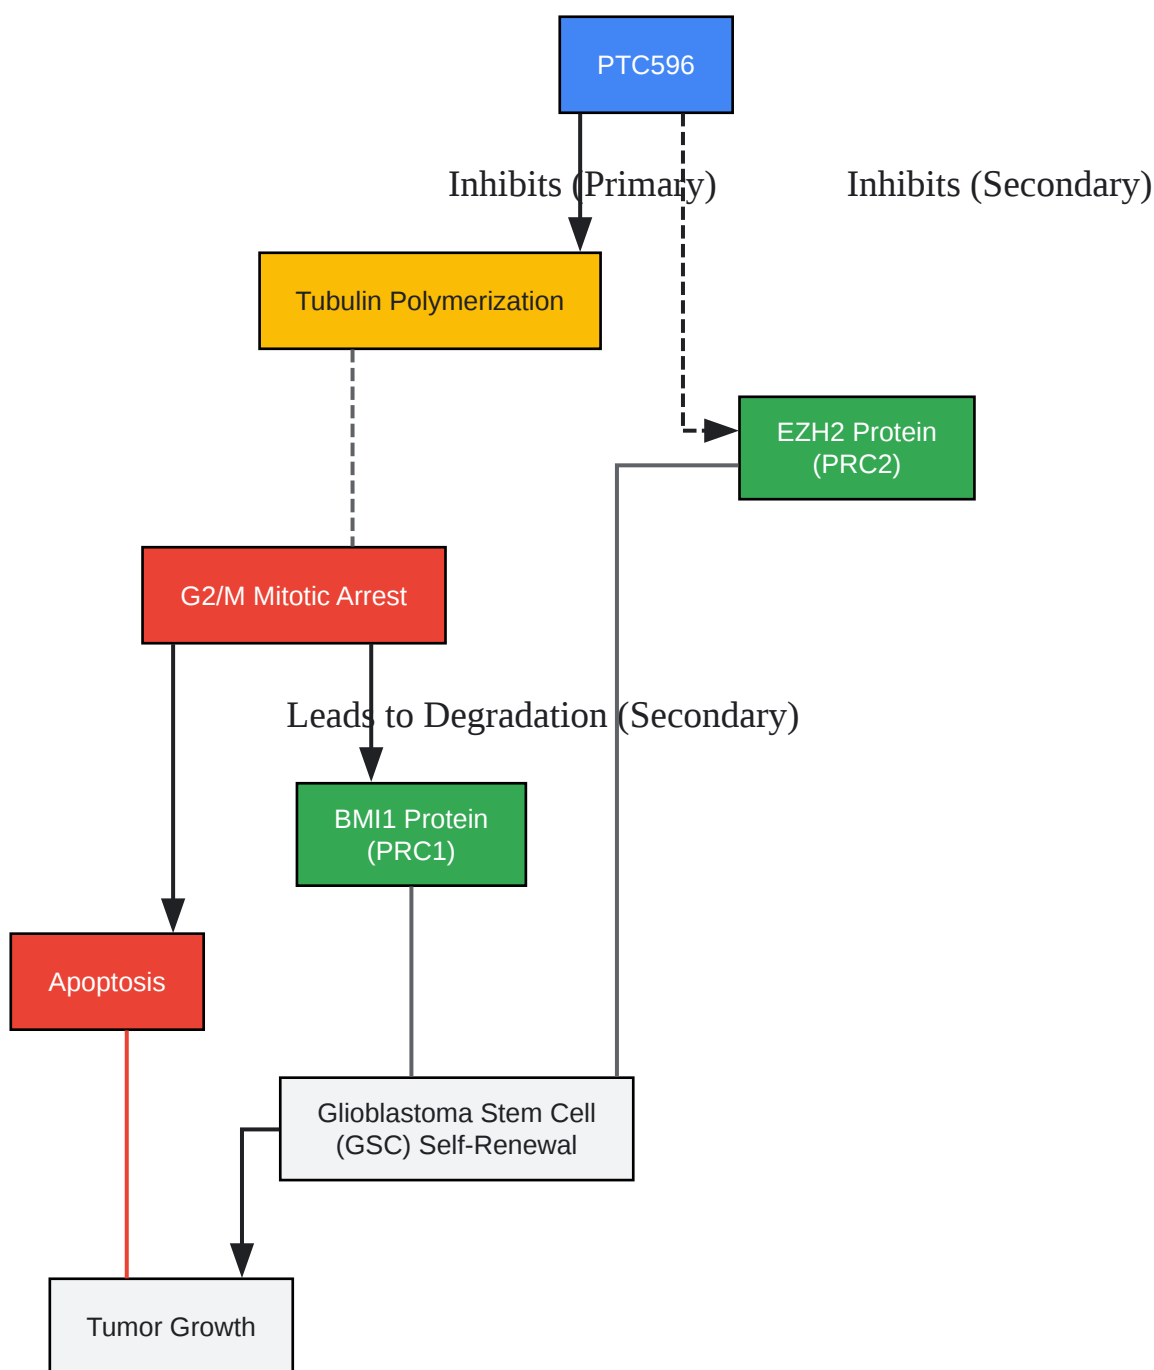 PTC596
Inhibits (Primary)
Inhibits (Secondary)
Tubulin Polymerization
EZH2 Protein
(PRC2)
G2/M Mitotic Arrest
Leads to Degradation (Secondary)
BMI1 Protein
(PRC1)
Apoptosis
Glioblastoma Stem Cell
(GSC) Self-Renewal
Tumor Growth